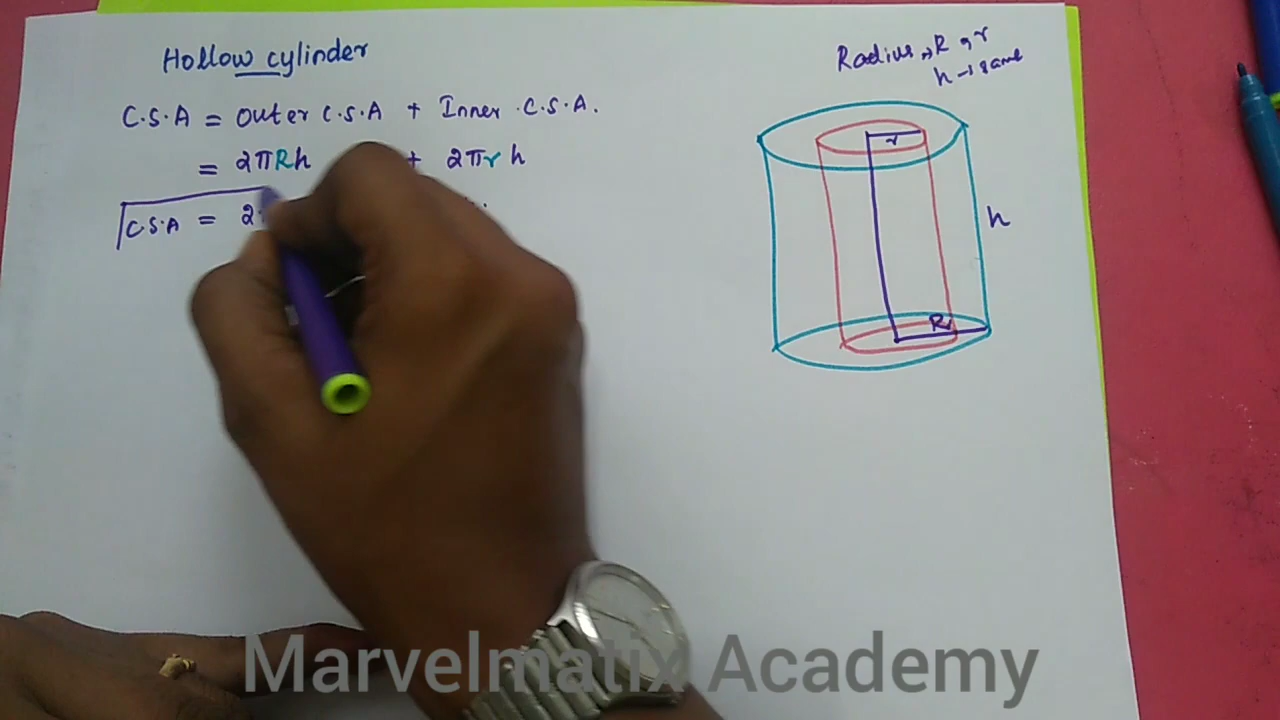 Hollow cylinder
Radius → R, r
h → same
C.S.A = Outer C.S.A + Inner C.S.A.
= 2πRh + 2πrh
C.S.A = 2
r
h
R
Marvelmatix Academy